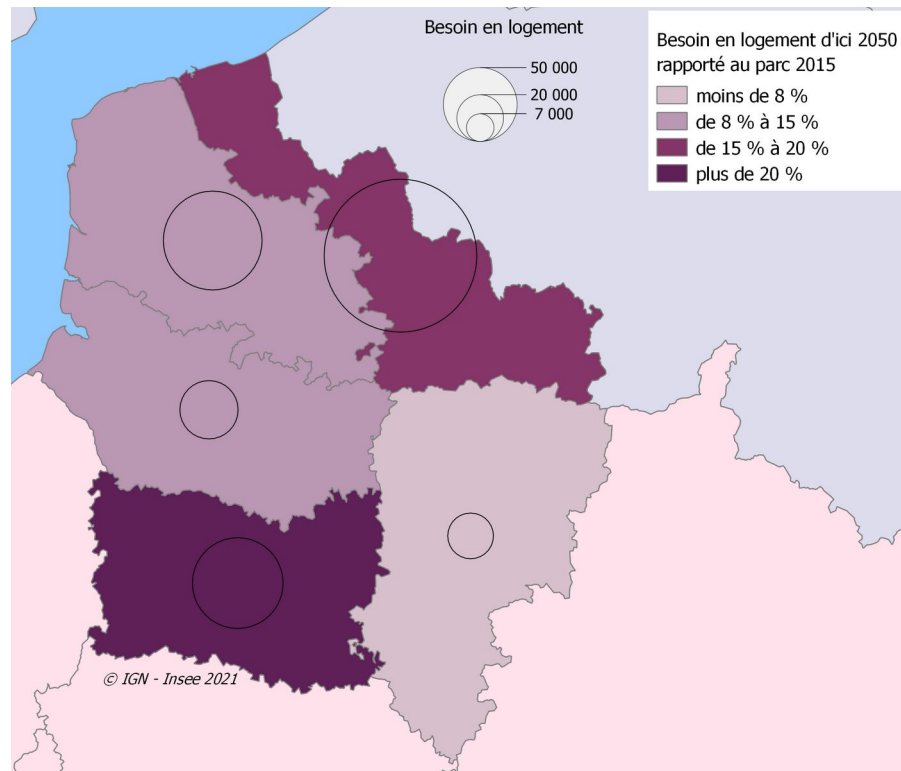 Besoin en logement
50 000
20 000
7 000
Besoin en logement d'ici 2050
rapporté au parc 2015
moins de 8 %
de 8 % à 15 %
de 15 % à 20 %
plus de 20 %
© IGN - Insee 2021